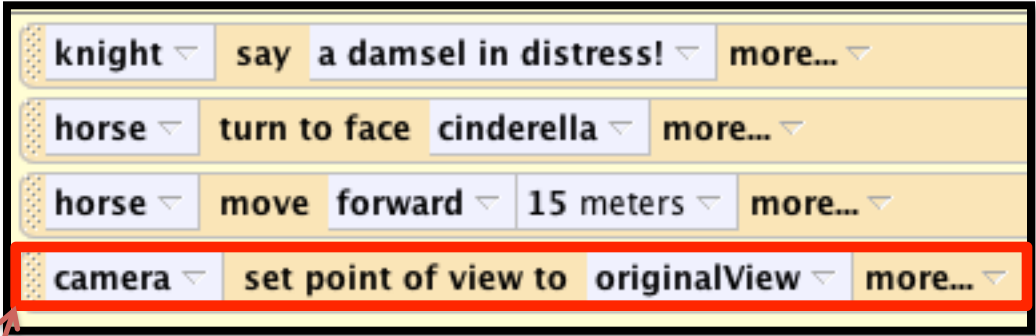 knight say a damsel in distress! more...
horse turn to face cinderella more...
horse move forward 15 meters more...
camera set point of view to originalView more...